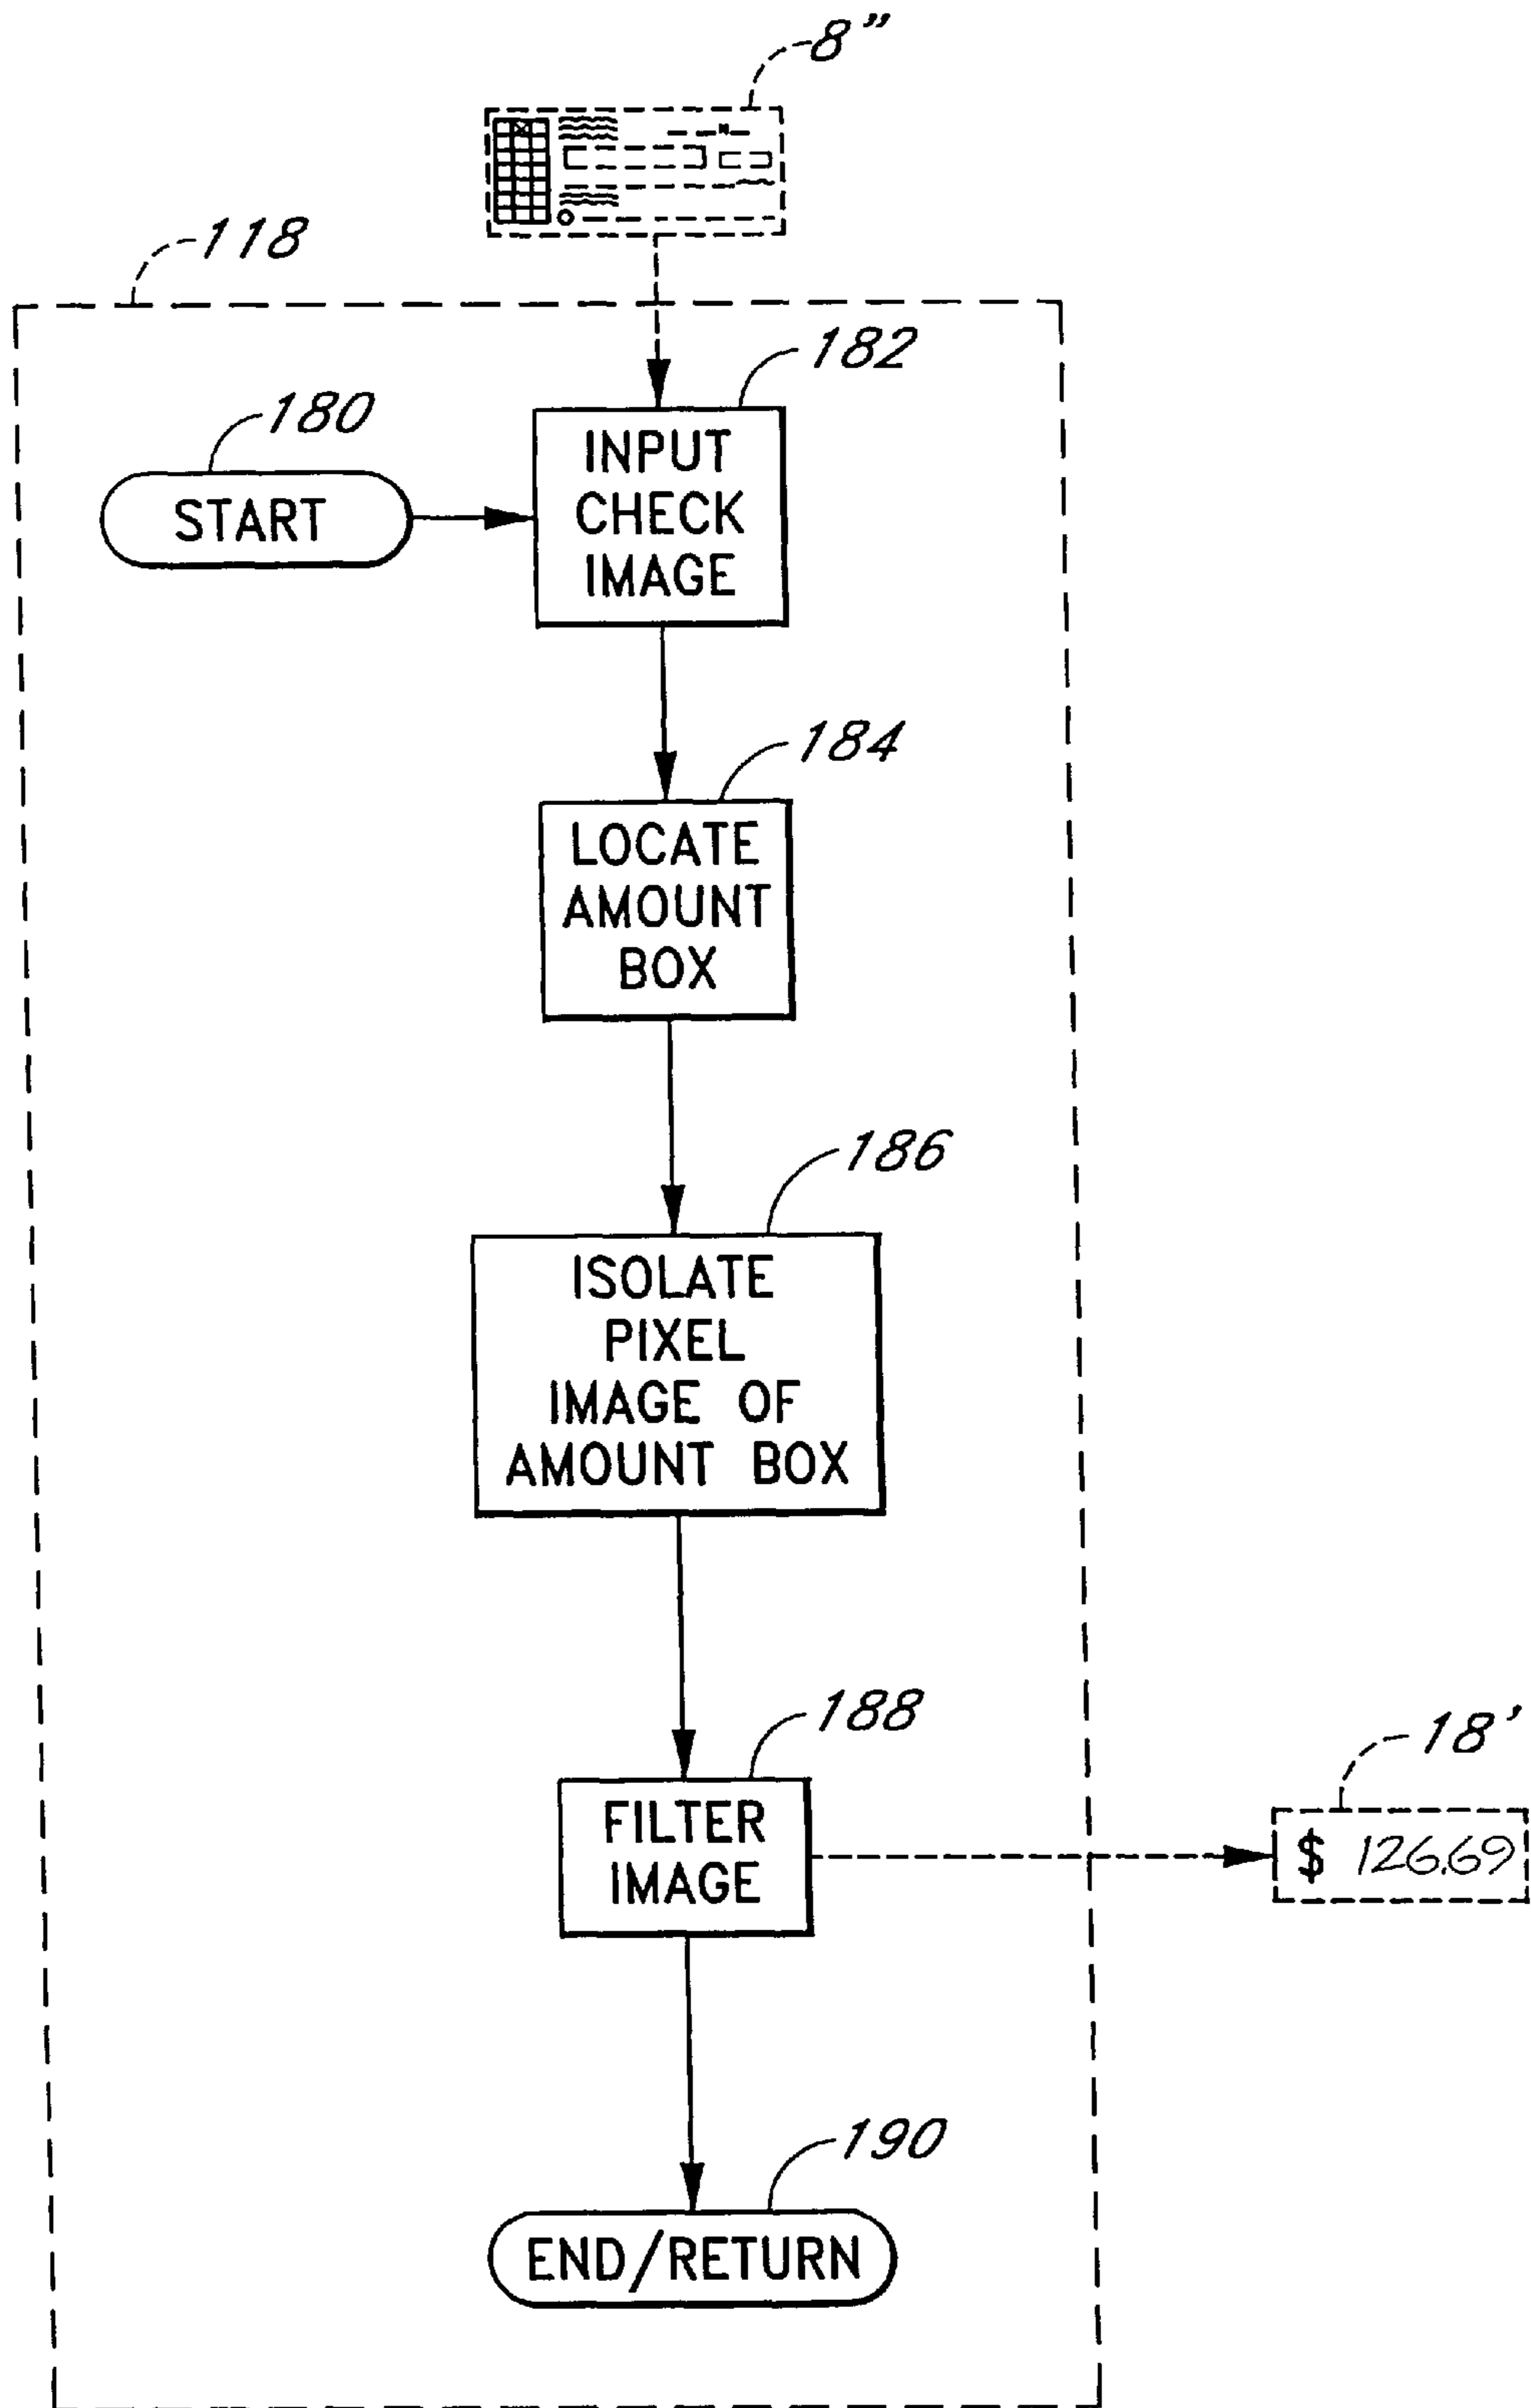 8”
118
182
180
START
INPUT
CHECK
IMAGE
184
LOCATE
AMOUNT
BOX
186
ISOLATE
PIXEL
IMAGE OF
AMOUNT BOX
188
FILTER
IMAGE
18’
$ 126.69
190
END/RETURN